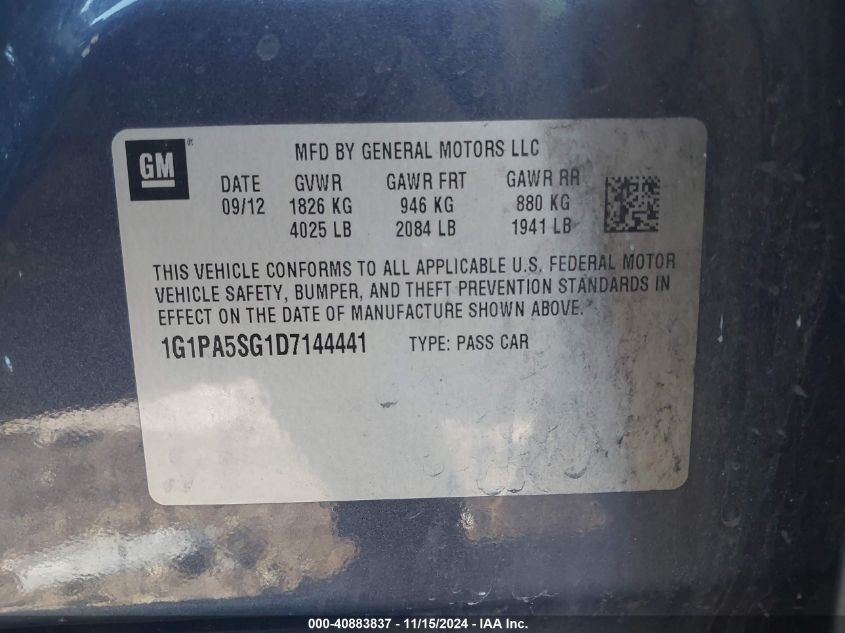 GM
MFD BY GENERAL MOTORS LLC
DATE GVWR GAWR FRT GAWR RR
09/12 1826 KG 946 KG 880 KG
4025 LB 2084 LB 1941 LB
THIS VEHICLE CONFORMS TO ALL APPLICABLE U.S. FEDERAL MOTOR
VEHICLE SAFETY, BUMPER, AND THEFT PREVENTION STANDARDS IN
EFFECT ON THE DATE OF MANUFACTURE SHOWN ABOVE.
1G1PA5SG1D7144441 TYPE: PASS CAR
000-40883837 - 11/15/2024 - IAA Inc.